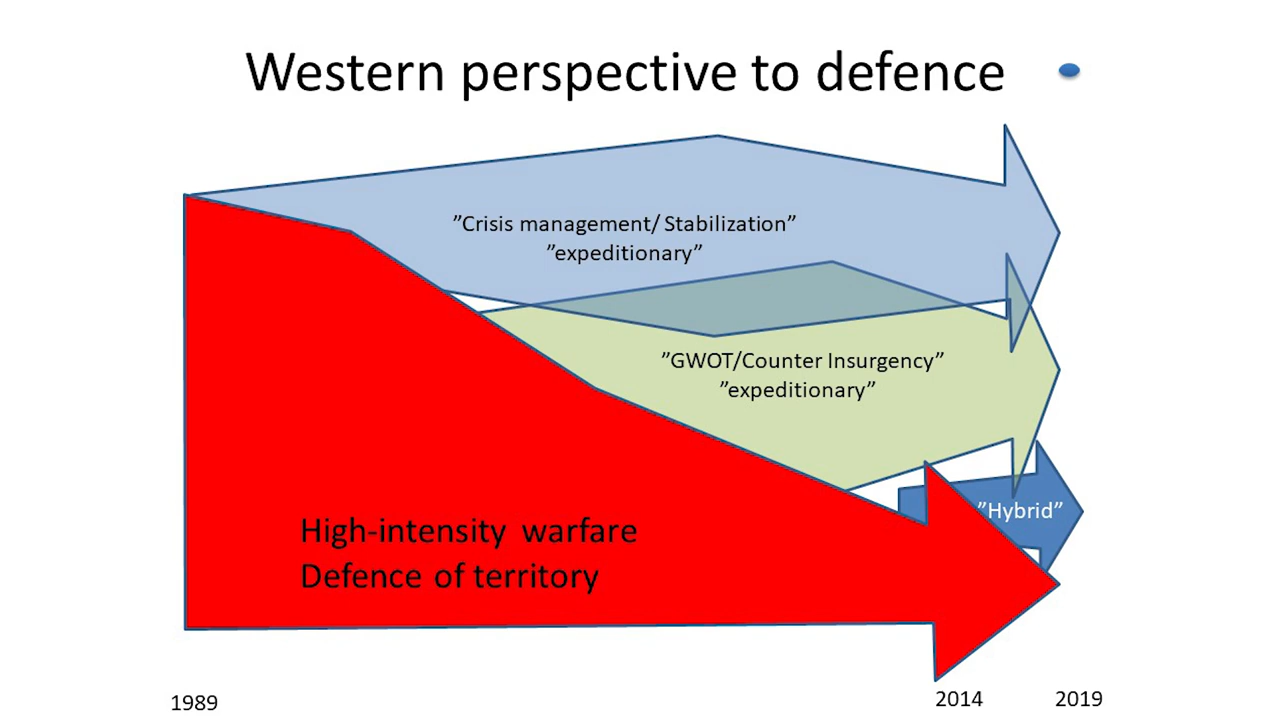 Western perspective to defence
”Crisis management/ Stabilization”
”expeditionary”
”GWOT/Counter Insurgency”
”expeditionary”
”Hybrid”
High-intensity warfare
Defence of territory
1989
2014
2019